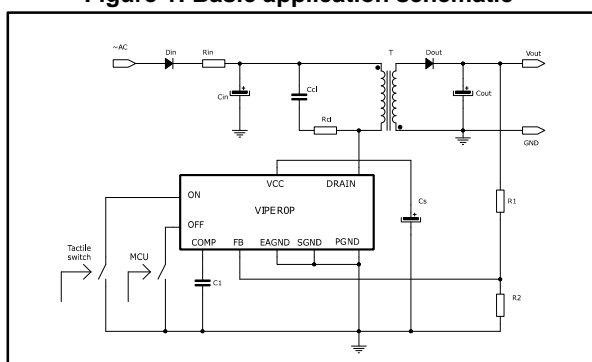 Figure 1: Basic application schematic
~AC
Din
Rin
T
Dout
Vout
Cin
Ccl
Rcl
Cout
GND
VCC
DRAIN
ON
VIPER0P
OFF
COMP
FB
EAGND
SGND
PGND
Cs
R1
Tactile
switch
MCU
C1
R2